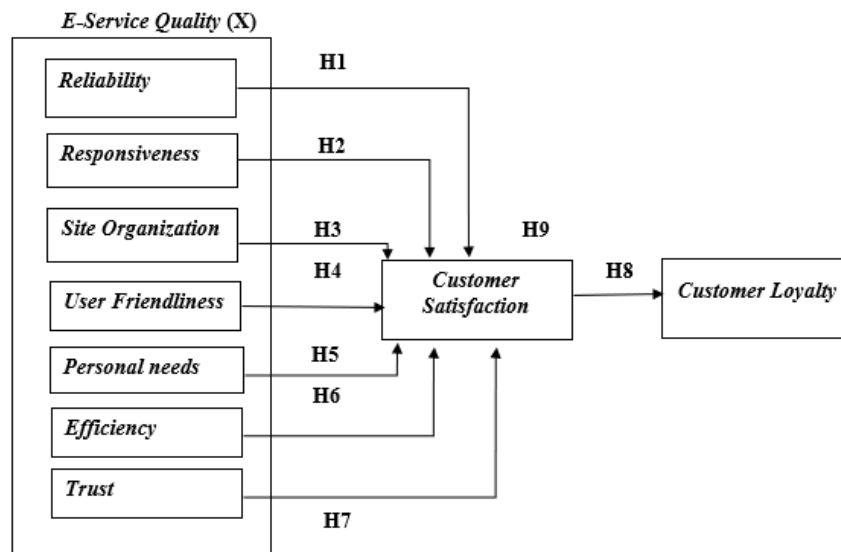 E-Service Quality (X)
H1
Reliability
Responsiveness
H2
Site Organization
H3
H9
H4
Customer
Satisfaction
H8
Customer Loyalty
User Friendliness
Personal needs
H5
H6
Efficiency
Trust
H7